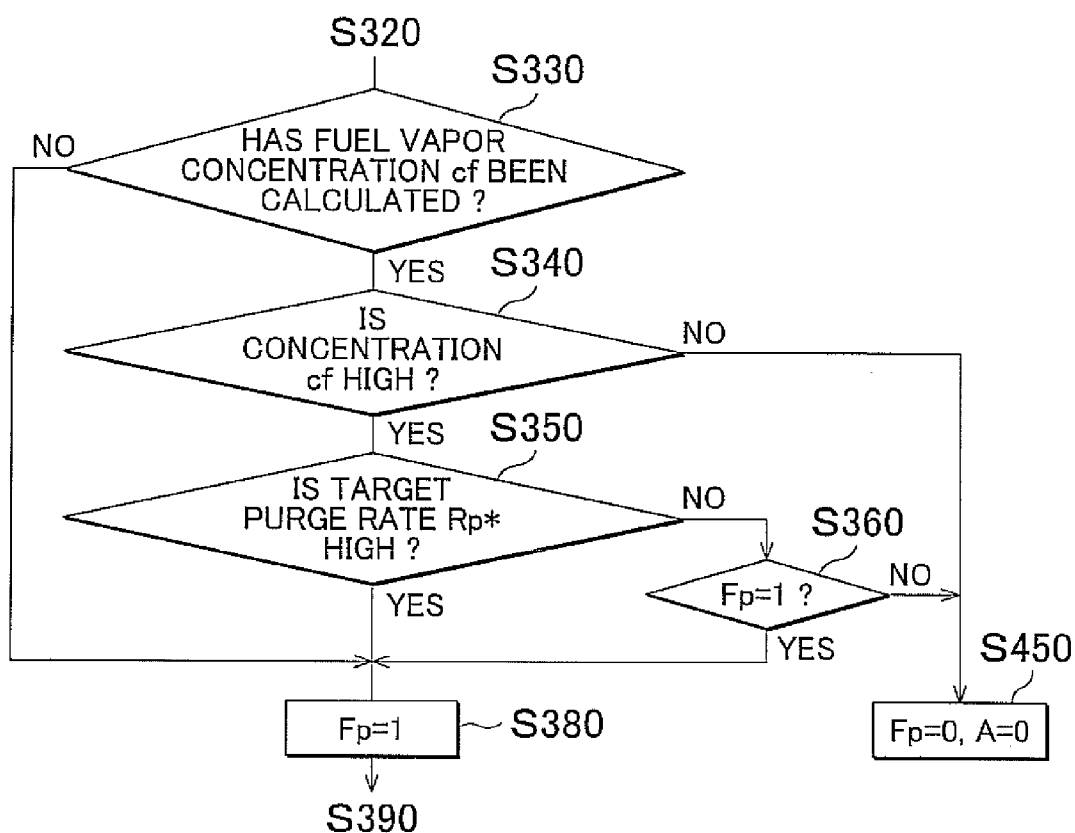 S320
S330
NO
HAS FUEL VAPOR
CONCENTRATION cf BEEN
CALCULATED ?
YES
S340
IS
CONCENTRATION
cf HIGH ?
NO
YES
S350
IS TARGET
PURGE RATE Rp*
HIGH ?
NO
S360
Fp=1 ?
NO
YES
YES
S450
Fp=1
S380
Fp=0, A=0
S390